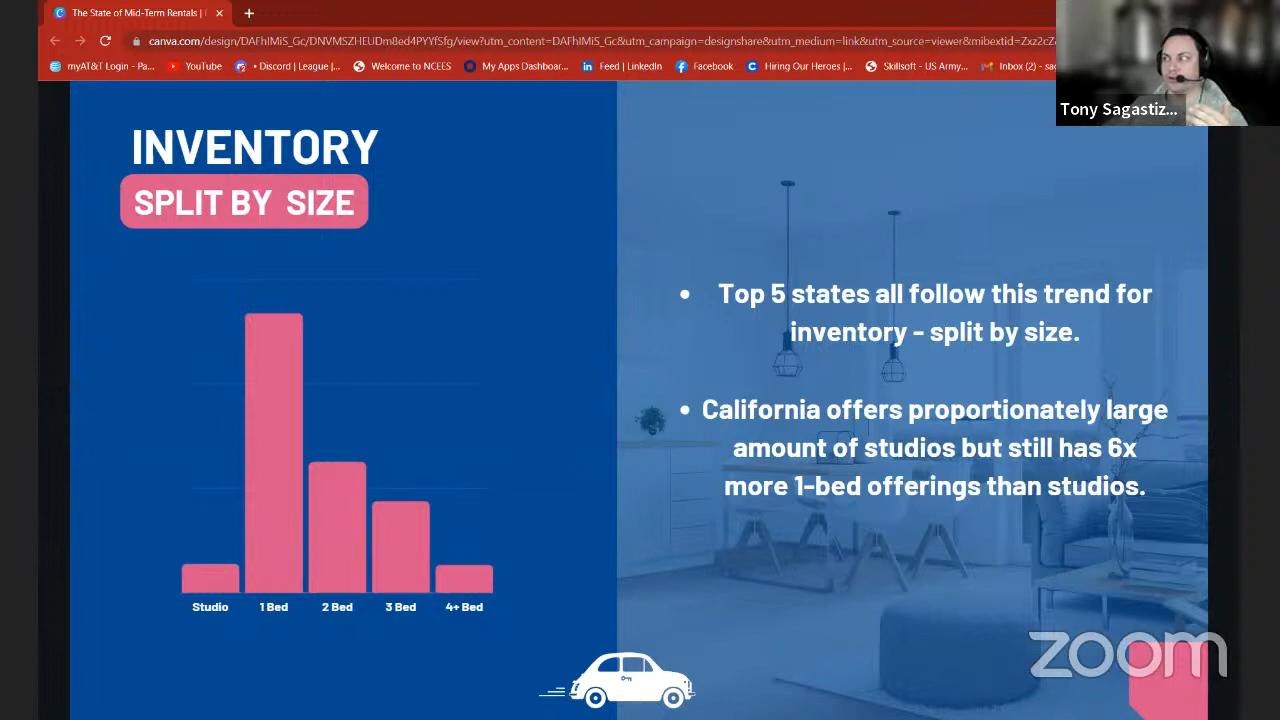 The State of Mid-Term Rentals |
canva.com/design/DAFhIMiS_Gc/DNVMSZHEUDm8ed4PYYfSfg/view?utm_content=DAFhIMiS_Gc&utm_campaign=designshare&utm_medium=link&utm_source=viewer&mibextid=Zxz2cZ
myAT&T Login - Pa... YouTube • Discord | League |... Welcome to NCEES My Apps Dashboar... Feed | LinkedIn Facebook Hiring Our Heroes |... Skillsoft - US Army... Inbox (2) - sac
Tony Sagastiz...
INVENTORY
SPLIT BY SIZE
Studio 1 Bed 2 Bed 3 Bed 4+ Bed
• Top 5 states all follow this trend for
inventory - split by size.
• California offers proportionately large
amount of studios but still has 6x
more 1-bed offerings than studios.
zoom